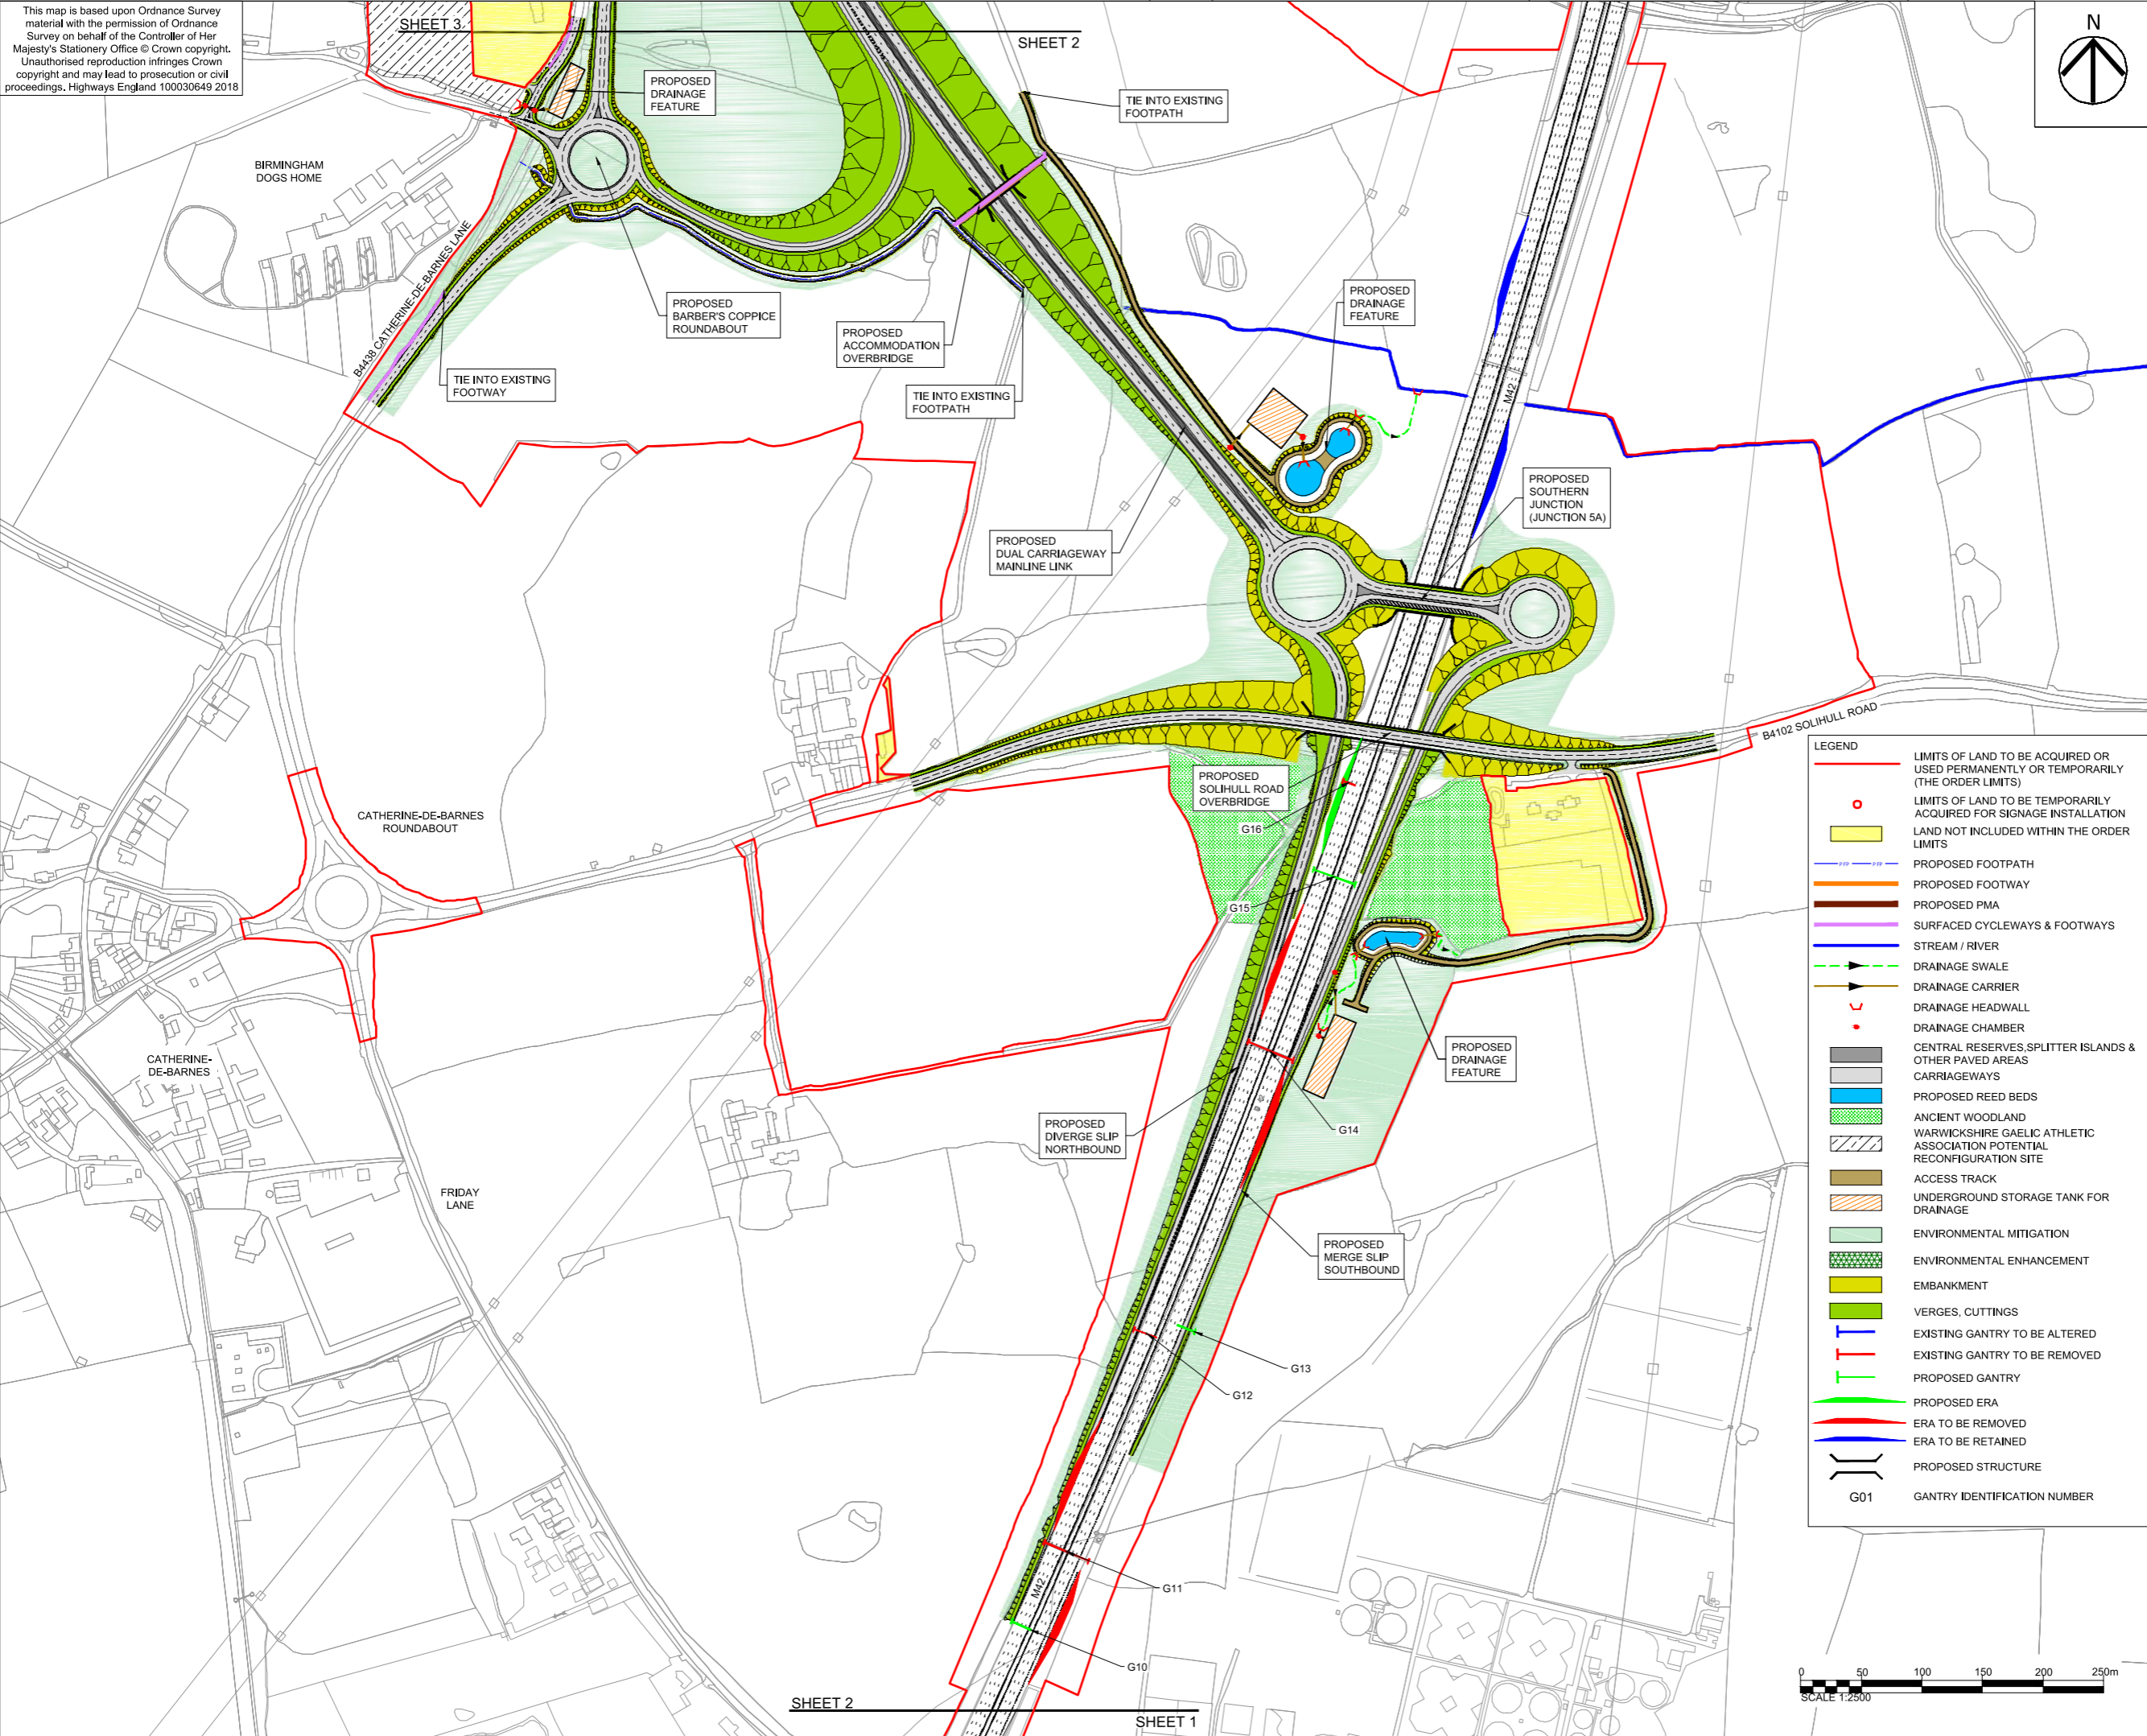 This map is based upon Ordnance Survey
material with the permission of Ordnance
Survey on behalf of the Controller of Her
Majesty's Stationery Office © Crown copyright.
Unauthorised reproduction infringes Crown
copyright and may lead to prosecution or civil
proceedings. Highways England 100030649 2018
SHEET 3
SHEET 2
N
PROPOSED
DRAINAGE
FEATURE
TIE INTO EXISTING
FOOTPATH
BIRMINGHAM
DOGS HOME
B4438 CATHERINE-DE-BARNES LANE
PROPOSED
BARBER'S COPPICE
ROUNDABOUT
PROPOSED
ACCOMMODATION
OVERBRIDGE
PROPOSED
DRAINAGE
FEATURE
TIE INTO EXISTING
FOOTWAY
TIE INTO EXISTING
FOOTPATH
M42
PROPOSED
SOUTHERN
JUNCTION
(JUNCTION 5A)
PROPOSED
DUAL CARRIAGEWAY
MAINLINE LINK
B4102 SOLIHULL ROAD
PROPOSED
SOLIHULL ROAD
OVERBRIDGE
G16
CATHERINE-DE-BARNES
ROUNDABOUT
G15
CATHERINE-
DE-BARNES
PROPOSED
DRAINAGE
FEATURE
G14
PROPOSED
DIVERGE SLIP
NORTHBOUND
FRIDAY
LANE
PROPOSED
MERGE SLIP
SOUTHBOUND
G13
G12
G11
M42
G10
SHEET 2
SHEET 1
LEGEND
LIMITS OF LAND TO BE ACQUIRED OR
USED PERMANENTLY OR TEMPORARILY
(THE ORDER LIMITS)
LIMITS OF LAND TO BE TEMPORARILY
ACQUIRED FOR SIGNAGE INSTALLATION
LAND NOT INCLUDED WITHIN THE ORDER
LIMITS
PROPOSED FOOTPATH
PROPOSED FOOTWAY
PROPOSED PMA
SURFACED CYCLEWAYS & FOOTWAYS
STREAM / RIVER
DRAINAGE SWALE
DRAINAGE CARRIER
DRAINAGE HEADWALL
DRAINAGE CHAMBER
CENTRAL RESERVES,SPLITTER ISLANDS &
OTHER PAVED AREAS
CARRIAGEWAYS
PROPOSED REED BEDS
ANCIENT WOODLAND
WARWICKSHIRE GAELIC ATHLETIC
ASSOCIATION POTENTIAL
RECONFIGURATION SITE
ACCESS TRACK
UNDERGROUND STORAGE TANK FOR
DRAINAGE
ENVIRONMENTAL MITIGATION
ENVIRONMENTAL ENHANCEMENT
EMBANKMENT
VERGES, CUTTINGS
EXISTING GANTRY TO BE ALTERED
EXISTING GANTRY TO BE REMOVED
PROPOSED GANTRY
PROPOSED ERA
ERA TO BE REMOVED
ERA TO BE RETAINED
PROPOSED STRUCTURE
G01 GANTRY IDENTIFICATION NUMBER
0 50 100 150 200 250m
SCALE 1:2500